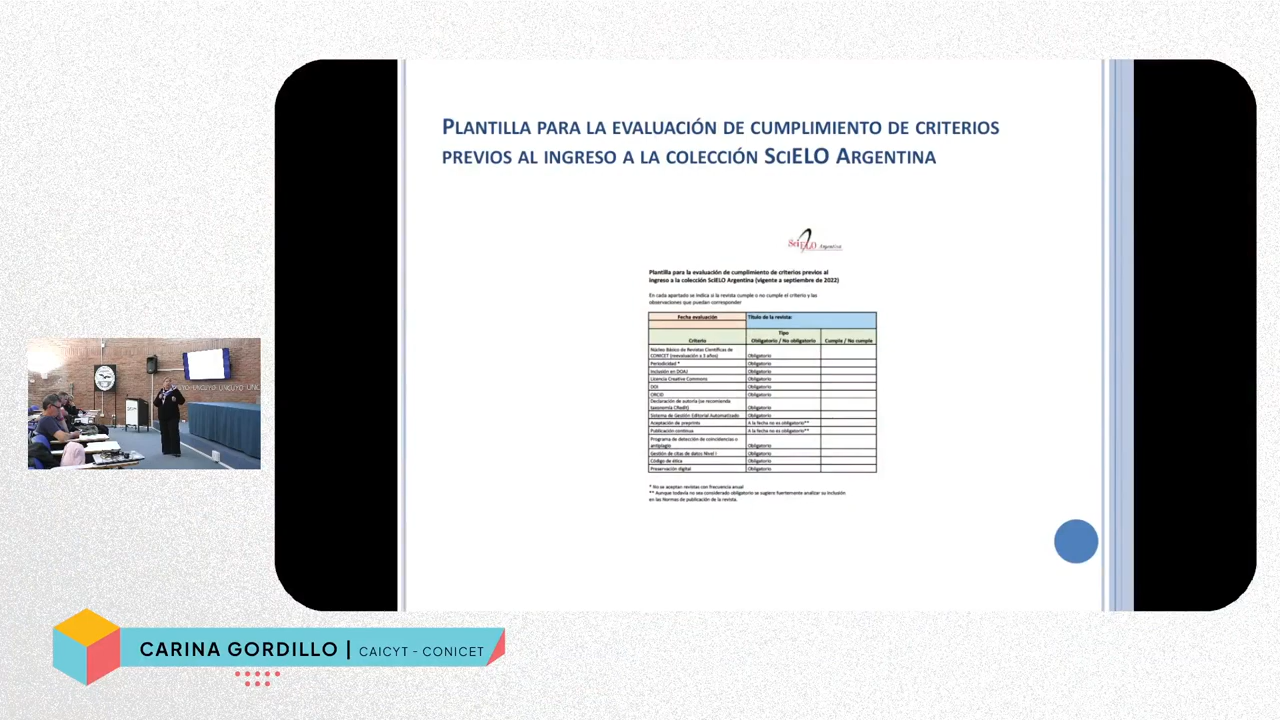 PLANTILLA PARA LA EVALUACIÓN DE CUMPLIMIENTO DE CRITERIOS
PREVIOS AL INGRESO A LA COLECCIÓN SciELO ARGENTINA
SciELO Argentina
Plantilla para la evaluación de cumplimiento de criterios previos al
ingreso a la colección SciELO Argentina (vigente a septiembre de 2022)
En cada apartado se indica si la revista cumple o no cumple el criterio y las
observaciones que puedan corresponder
Fecha evaluación Título de la revista:
Tipo
Criterio Obligatorio / No obligatorio Cumple / No cumple
Núcleo Básico de Revistas Científicas de
CONICET (reevaluación a 3 años) Obligatorio
Periodicidad * Obligatorio
Inclusión en DOAJ Obligatorio
Licencia Creative Commons Obligatorio
DOI Obligatorio
ORCID Obligatorio
Declaración de autoría (se recomienda
taxonomía CRediT) Obligatorio
Sistema de Gestión Editorial Automatizado Obligatorio
Aceptación de preprint A la fecha no es obligatorio**
Publicación continua A la fecha no es obligatorio**
Programa de detección de coincidencias o
antiplagio Obligatorio
Gestión de citas de datos Nivel I Obligatorio
Código de ética Obligatorio
Preservación digital Obligatorio
* No se aceptan revistas con frecuencia anual
** Aunque todavía no sea considerado obligatorio se sugiere fuertemente analizar su inclusión
en las Normas de publicación de la revista.
UNCUYO
CARINA GORDILLO | CAICYT - CONICET